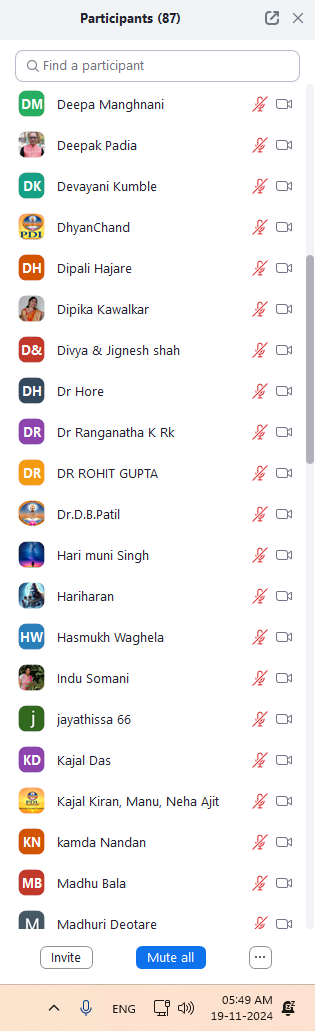 Participants (87)
Find a participant
DM Deepa Manghnani
Deepak Padia
DK Devayani Kumble
PDI DhyanChand
DH Dipali Hajare
Dipika Kawalkar
D& Divya & Jignesh shah
DH Dr Hore
DR Dr Ranganatha K Rk
DR DR ROHIT GUPTA
Dr.D.B.Patil
Hari muni Singh
Hariharan
HW Hasmukh Waghela
Indu Somani
j jayathissa 66
KD Kajal Das
PDI Kajal Kiran, Manu, Neha Ajit
KN kamda Nandan
MB Madhu Bala
M Madhuri Deotare
Invite Mute all ...
ENG 05:49 AM
19-11-2024